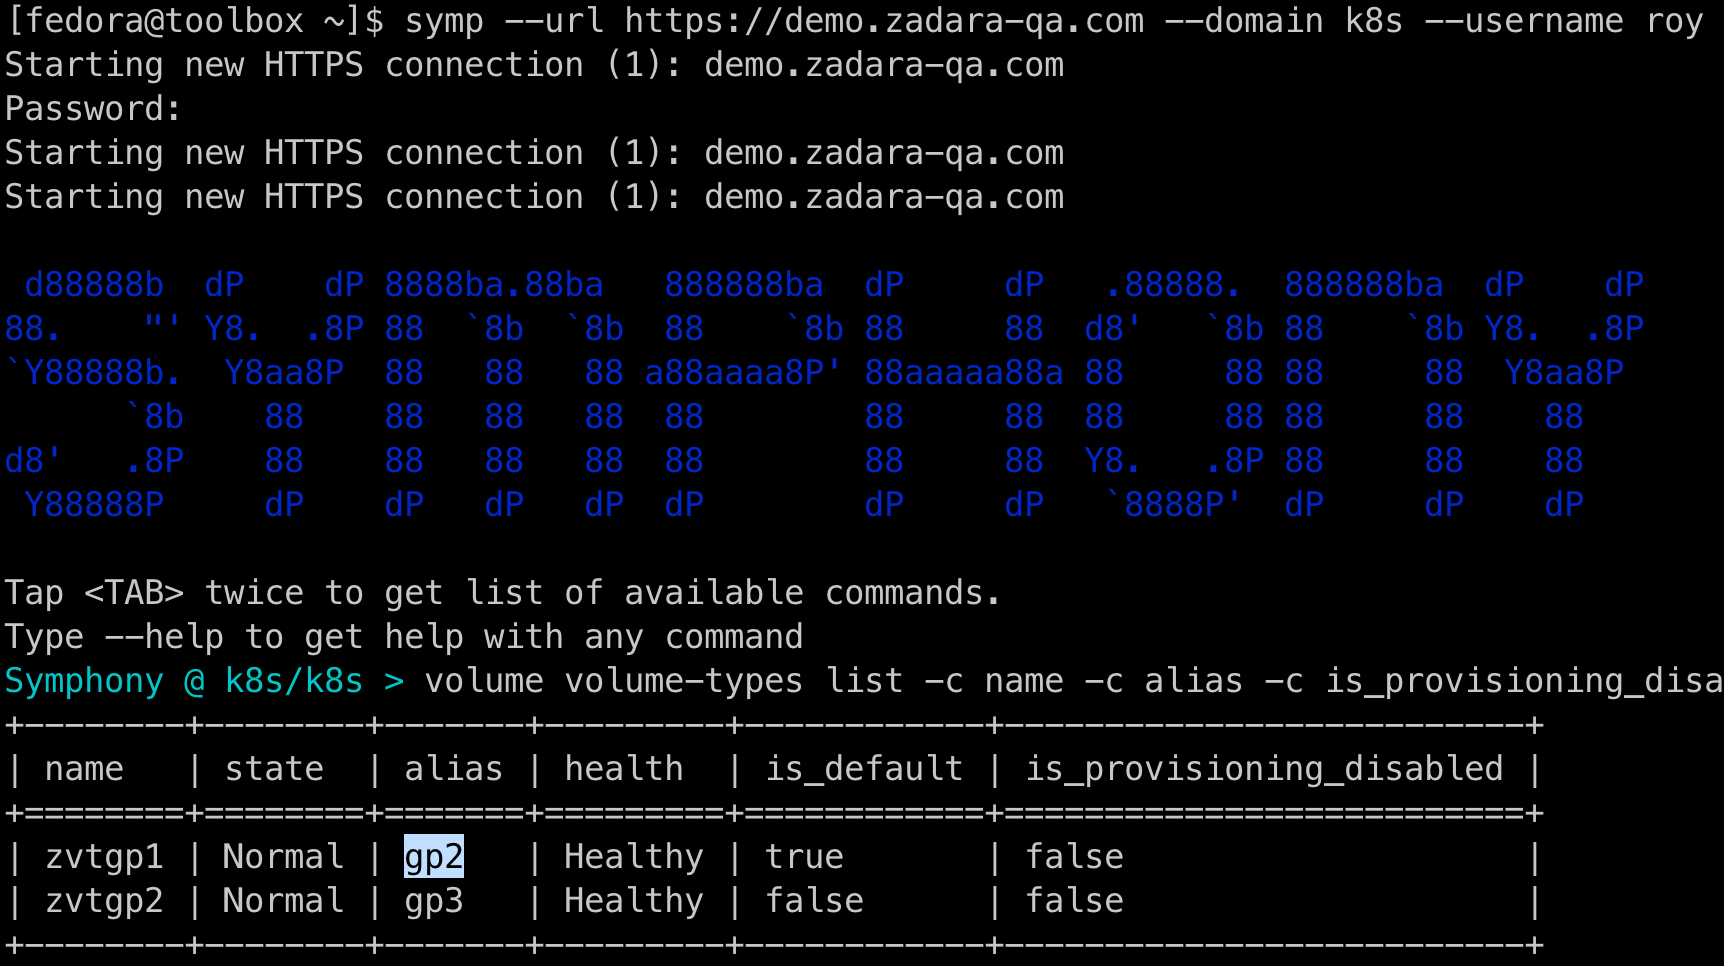 [fedora@toolbox ~]$ symp --url https://demo.zadara-qa.com --domain k8s --username roy
Starting new HTTPS connection (1): demo.zadara-qa.com
Password:
Starting new HTTPS connection (1): demo.zadara-qa.com
Starting new HTTPS connection (1): demo.zadara-qa.com

 d88888b  dP    dP 8888ba.88ba   888888ba  dP     dP   .88888.  888888ba  dP    dP
88.    "' Y8.  .8P 88  `8b  `8b  88    `8b 88     88  d8'   `8b 88    `8b Y8.  .8P
`Y88888b.  Y8aa8P  88   88   88 a88aaaa8P' 88aaaaa88a 88     88 88     88  Y8aa8P
      `8b    88    88   88   88  88        88     88  88     88 88     88    88
d8'   .8P    88    88   88   88  88        88     88  Y8.   .8P 88     88    88
 Y88888P     dP    dP   dP   dP  dP        dP     dP   `8888P'  dP     dP    dP

Tap <TAB> twice to get list of available commands.
Type --help to get help with any command
Symphony @ k8s/k8s > volume volume-types list -c name -c alias -c is_provisioning_disa
+--------+--------+-------+---------+------------+--------------------------+
| name   | state  | alias | health  | is_default | is_provisioning_disabled |
+========+========+=======+=========+============+==========================+
| zvtgp1 | Normal | gp2   | Healthy | true       | false                    |
| zvtgp2 | Normal | gp3   | Healthy | false      | false                    |
+--------+--------+-------+---------+------------+--------------------------+